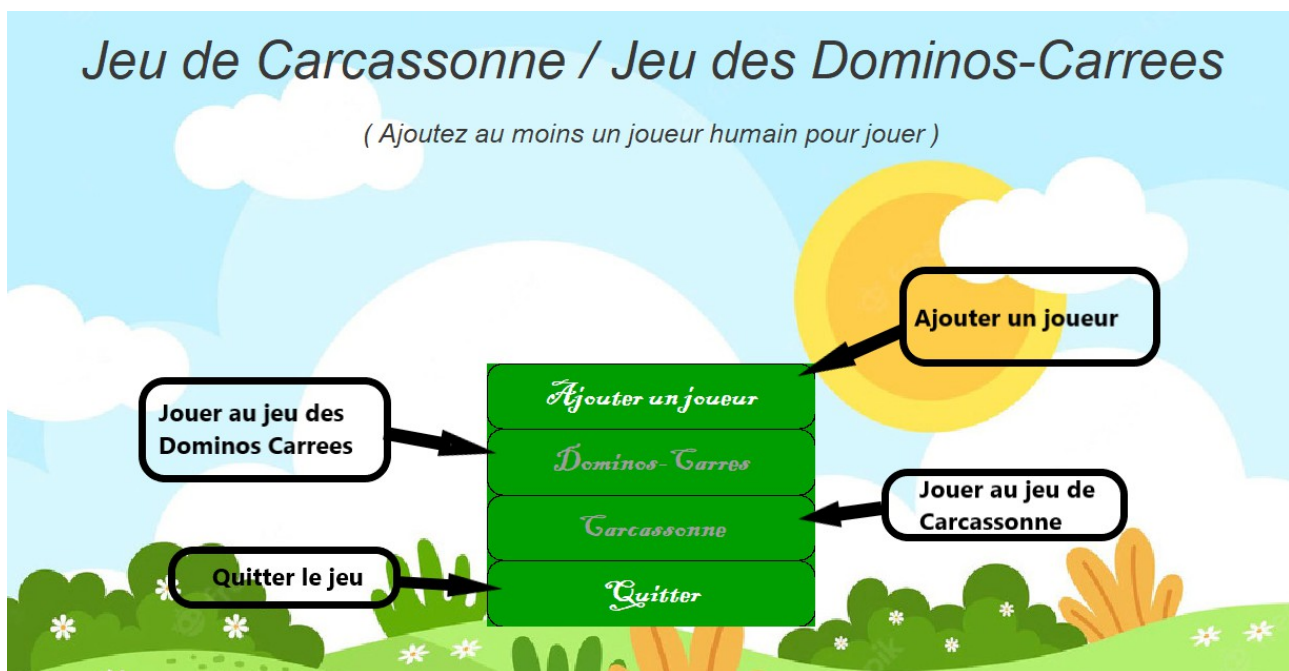 Jeu de Carcassonne / Jeu des Dominos-Carrees
( Ajoutez au moins un joueur humain pour jouer )
Ajouter un joueur
Ajouter un joueur
Jouer au jeu des
Dominos Carrees
Dominos-Carres
Jouer au jeu de
Carcassonne
Carcassonne
Quitter le jeu
Quitter